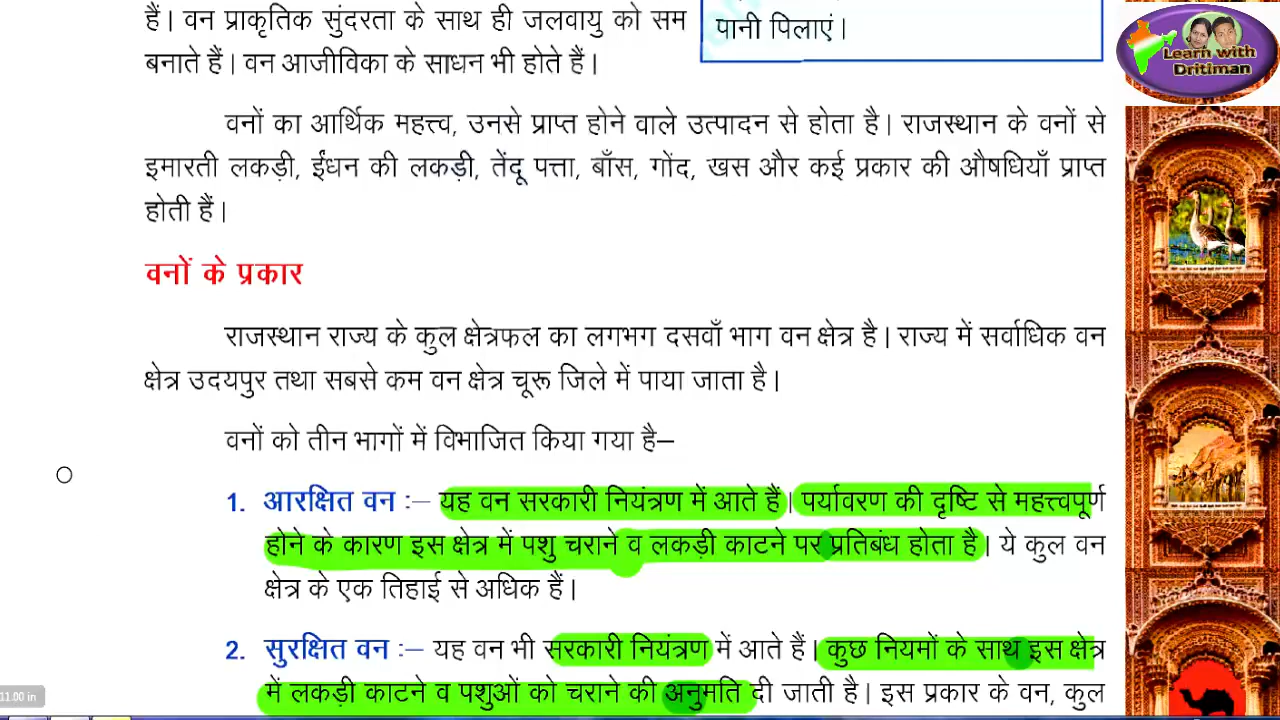 हैं। वन प्राकृतिक सुंदरता के साथ ही जलवायु को सम
बनाते हैं। वन आजीविका के साधन भी होते हैं।
पानी पिलाएं।
Learn with
Dritiman
वनों का आर्थिक महत्त्व, उनसे प्राप्त होने वाले उत्पादन से होता है। राजस्थान के वनों से
इमारती लकड़ी, ईंधन की लकड़ी, तेंदू पत्ता, बाँस, गोंद, खस और कई प्रकार की औषधियाँ प्राप्त
होती हैं।
वनों के प्रकार
राजस्थान राज्य के कुल क्षेत्रफल का लगभग दसवाँ भाग वन क्षेत्र है। राज्य में सर्वाधिक वन
क्षेत्र उदयपुर तथा सबसे कम वन क्षेत्र चूरू जिले में पाया जाता है।
वनों को तीन भागों में विभाजित किया गया है–
1. आरक्षित वन :– यह वन सरकारी नियंत्रण में आते हैं। पर्यावरण की दृष्टि से महत्त्वपूर्ण
होने के कारण इस क्षेत्र में पशु चराने व लकड़ी काटने पर प्रतिबंध होता है। ये कुल वन
क्षेत्र के एक तिहाई से अधिक हैं।
2. सुरक्षित वन :– यह वन भी सरकारी नियंत्रण में आते हैं। कुछ नियमों के साथ इस क्षेत्र
में लकड़ी काटने व पशुओं को चराने की अनुमति दी जाती है। इस प्रकार के वन, कुल
11.00 in